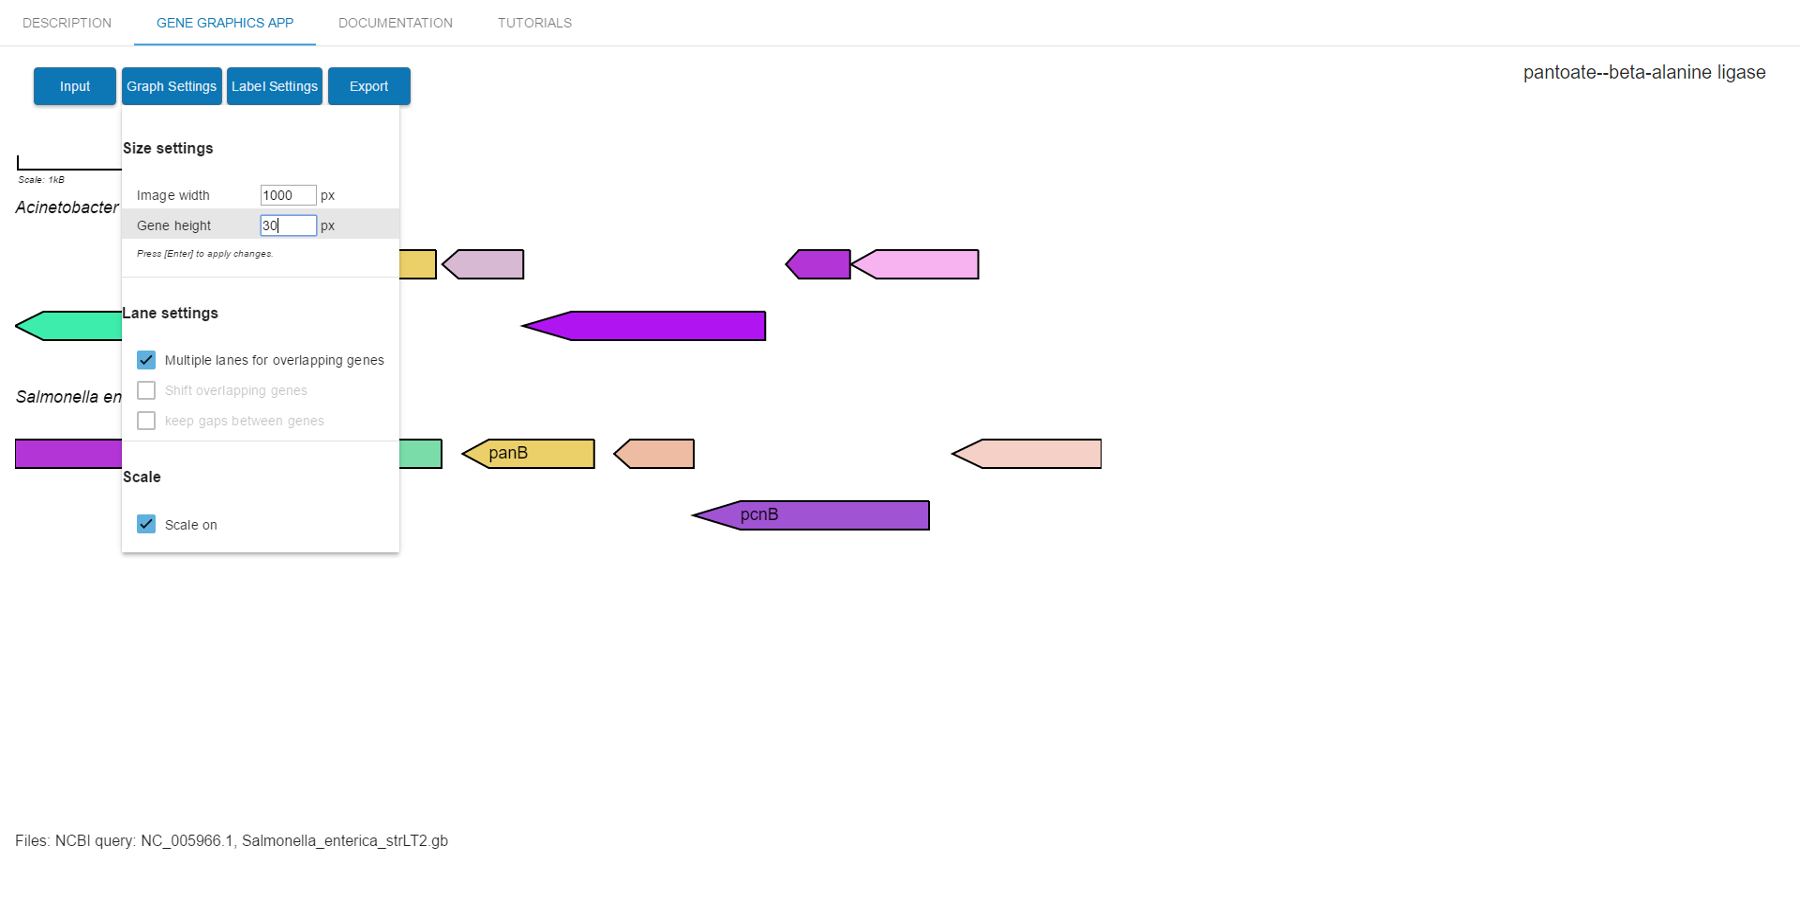 DESCRIPTION GENE GRAPHICS APP DOCUMENTATION TUTORIALS
Input Graph Settings Label Settings Export
pantoate--beta-alanine ligase
Size settings
Scale: 1kB
Image width 1000 px
Acinetobacter
Gene height 30 px
Press [Enter] to apply changes.
Lane settings
Multiple lanes for overlapping genes
Shift overlapping genes
Salmonella en
keep gaps between genes
panB
Scale
pcnB
Scale on
Files: NCBI query: NC_005966.1, Salmonella_enterica_strLT2.gb